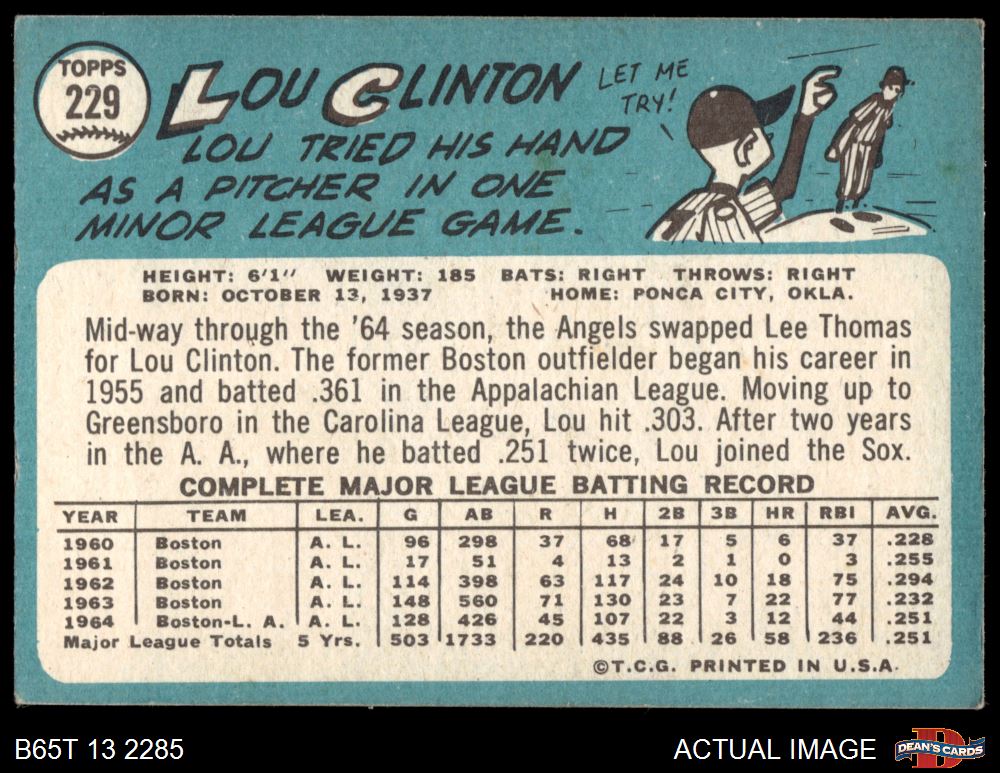 TOPPS
229
LOU CLINTON
LET ME
TRY!
LOU TRIED HIS HAND
AS A PITCHER IN ONE
MINOR LEAGUE GAME.
HEIGHT: 6'1" WEIGHT: 185 BATS: RIGHT THROWS: RIGHT
BORN: OCTOBER 13, 1937 HOME: PONCA CITY, OKLA.
Mid-way through the '64 season, the Angels swapped Lee Thomas
for Lou Clinton. The former Boston outfielder began his career in
1955 and batted .361 in the Appalachian League. Moving up to
Greensboro in the Carolina League, Lou hit .303. After two years
in the A. A., where he batted .251 twice, Lou joined the Sox.
COMPLETE MAJOR LEAGUE BATTING RECORD
YEAR TEAM LEA. G AB R H 2B 3B HR RBI AVG.
1960 Boston A. L. 96 298 37 68 17 5 6 37 .228
1961 Boston A. L. 17 51 4 13 2 1 0 3 .255
1962 Boston A. L. 114 398 63 117 24 10 18 75 .294
1963 Boston A. L. 148 560 71 130 23 7 22 77 .232
1964 Boston-L. A. A. L. 128 426 45 107 22 3 12 44 .251
Major League Totals 5 Yrs. 503 1733 220 435 88 26 58 236 .251
©T.C.G. PRINTED IN U.S.A.
B65T 13 2285 ACTUAL IMAGE
D
DEAN'S CARDS